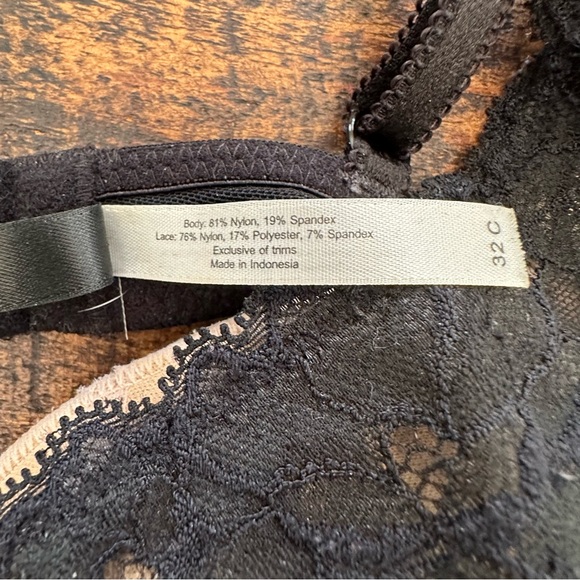 Body: 81% Nylon, 19% Spandex
Lace: 76% Nylon, 17% Polyester, 7% Spandex
Exclusive of trims
Made in Indonesia
32 C